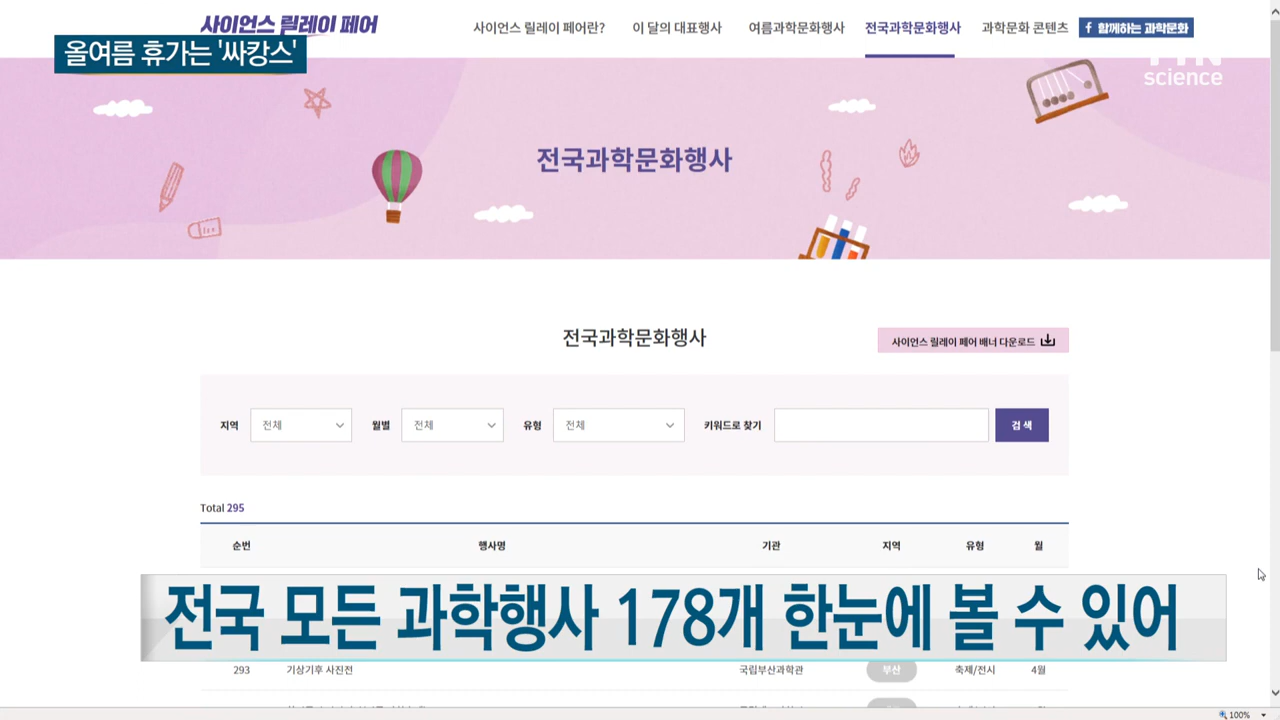 사이언스 릴레이 페어
사이언스 릴레이 페어란? 이 달의 대표행사 여름과학문화행사 전국과학문화행사 과학문화 콘텐츠 f 함께하는 과학문화
올여름 휴가는 '싸캉스'
YTN
science
전국과학문화행사
전국과학문화행사
사이언스 릴레이 페어 배너 다운로드
지역 전체 월별 전체 유형 전체 키워드로 찾기 검색
Total 295
순번 행사명 기관 지역 유형 월
전국 모든 과학행사 178개 한눈에 볼 수 있어
293 기상기후 사진전 국립부산과학관 부산 축제/전시 4월
100%